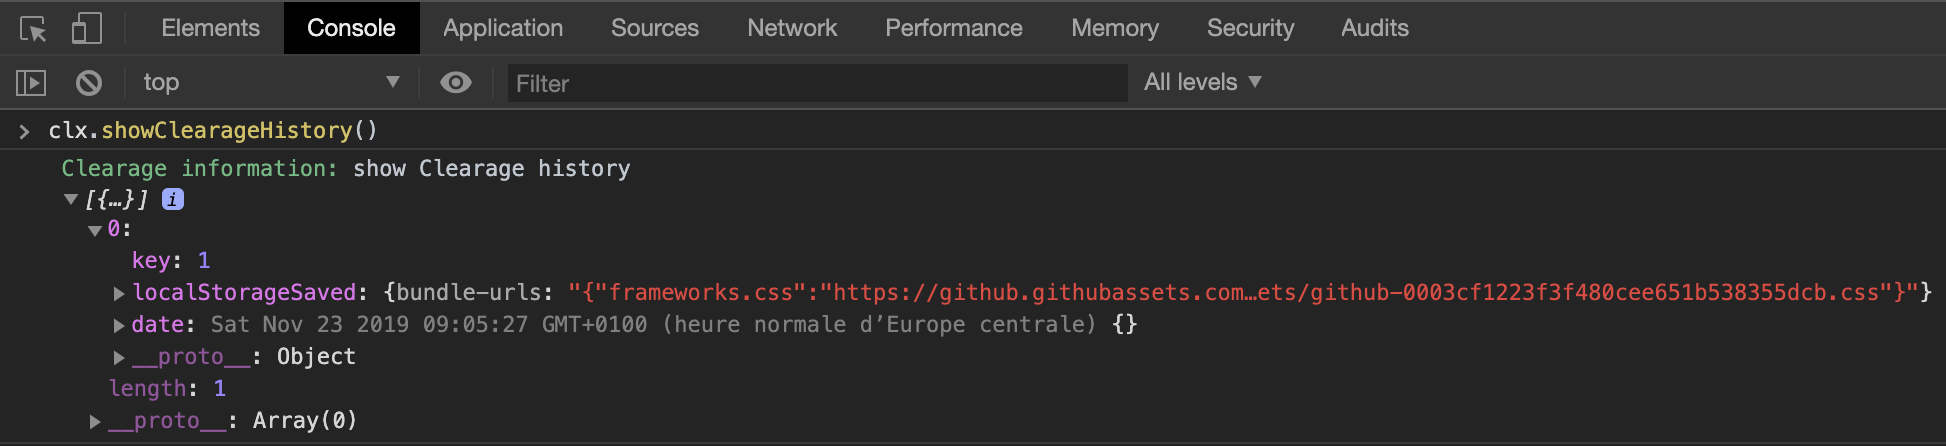 Elements Console Application Sources Network Performance Memory Security Audits
top Filter All levels
clx.showClearageHistory()
Clearage information: show Clearage history
[{…}] i
0:
key: 1
localStorageSaved: {bundle-urls: "{"frameworks.css":"https://github.githubassets.com…ets/github-0003cf1223f3f480cee651b538355dcb.css"}"}
date: Sat Nov 23 2019 09:05:27 GMT+0100 (heure normale d’Europe centrale) {}
__proto__: Object
length: 1
__proto__: Array(0)